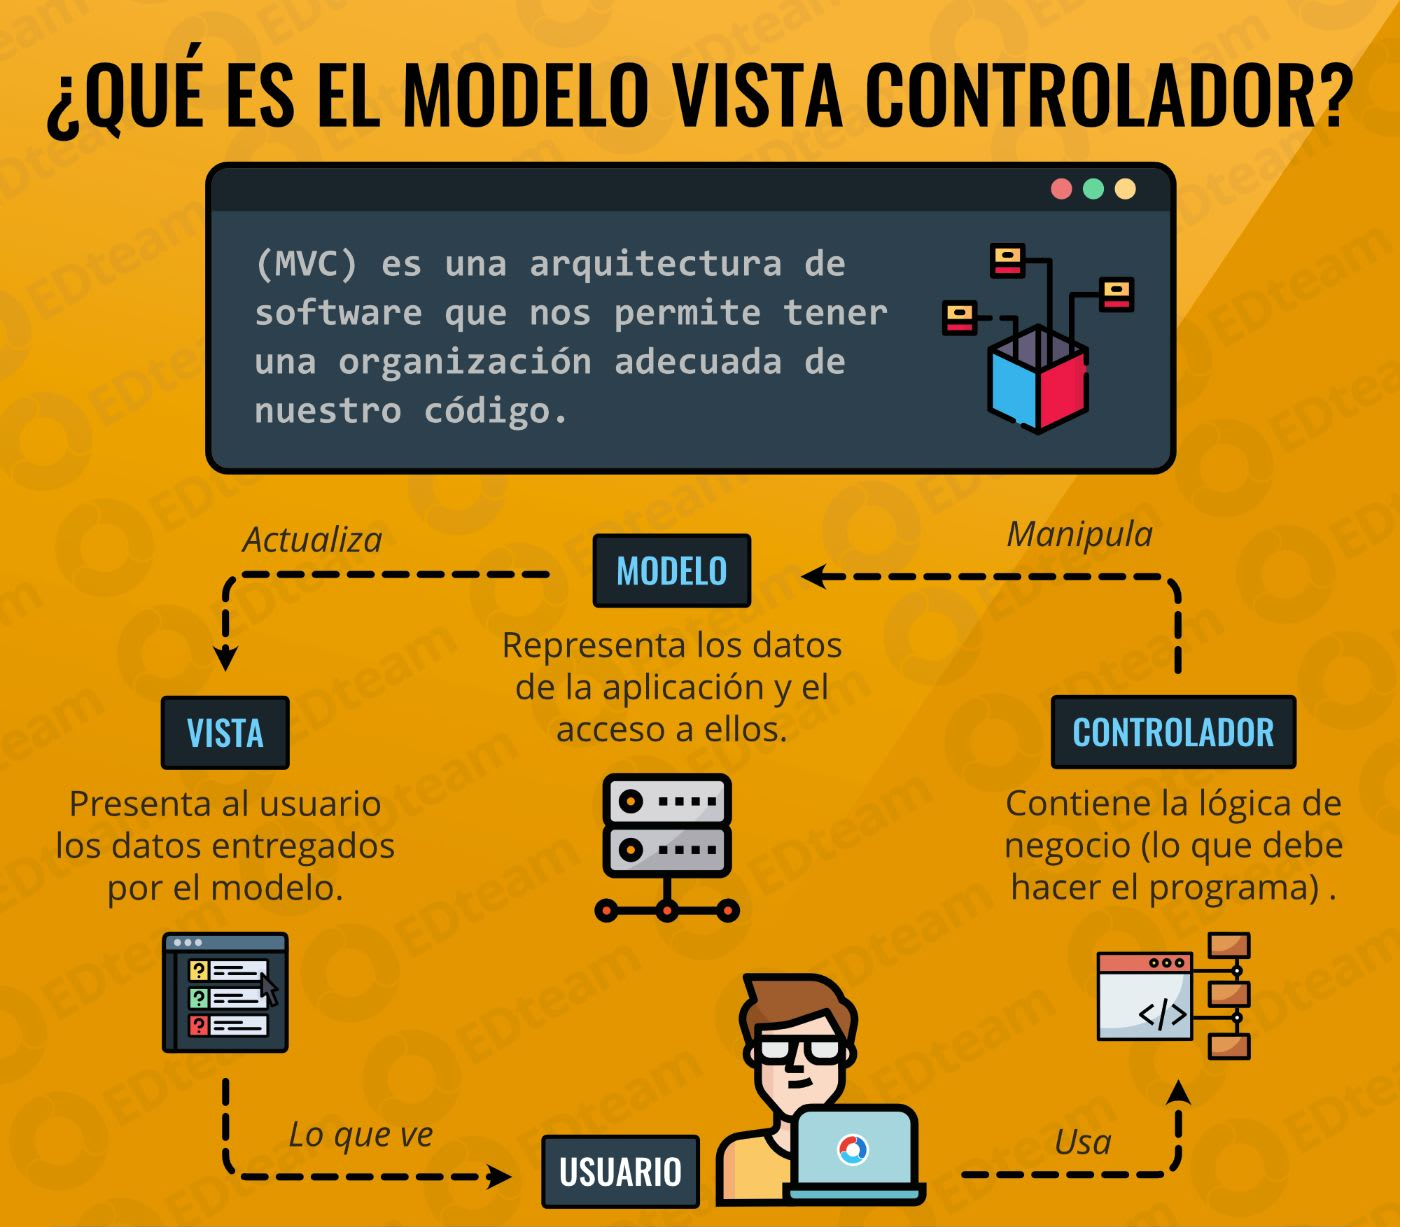 ¿QUÉ ES EL MODELO VISTA CONTROLADOR?
(MVC) es una arquitectura de
software que nos permite tener
una organización adecuada de
nuestro código.
Actualiza
Manipula
MODELO
Representa los datos
de la aplicación y el
acceso a ellos.
VISTA
Presenta al usuario
los datos entregados
por el modelo.
CONTROLADOR
Contiene la lógica de
negocio (lo que debe
hacer el programa) .
</>
Lo que ve
USUARIO
Usa
EDteam